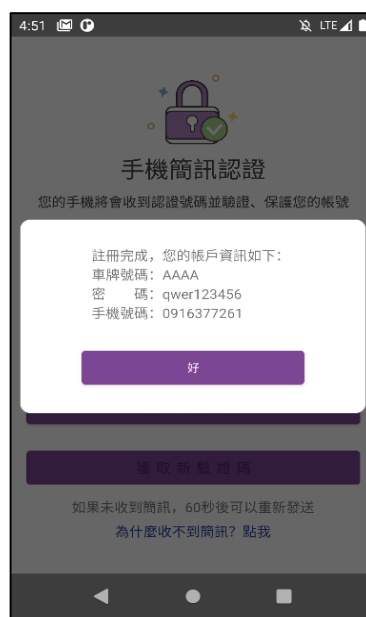 4:51
LTE
手機簡訊認證
您的手機將會收到認證號碼並驗證、保護您的帳號
註冊完成，您的帳戶資訊如下：
車牌號碼：AAAA
密　　碼：qwer123456
手機號碼：0916377261
好
獲取新驗證碼
如果未收到簡訊，60秒後可以重新發送
為什麼收不到簡訊？點我